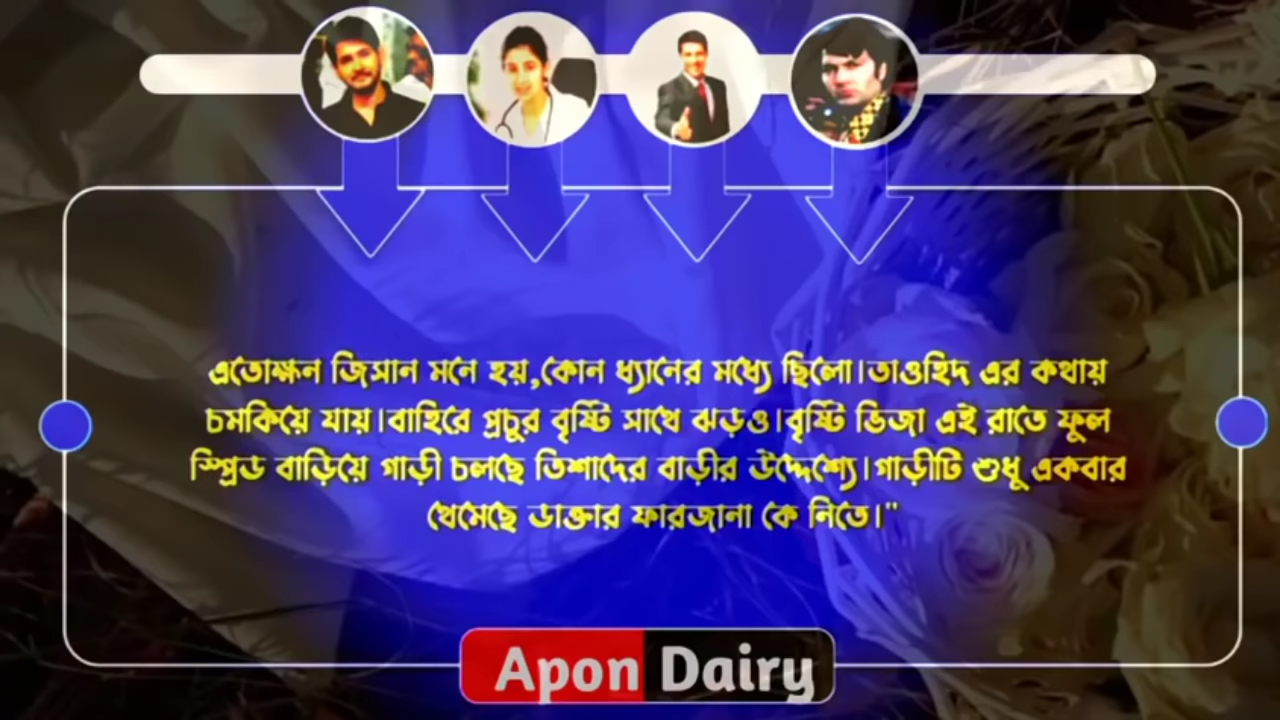 এতোক্ষন জিসান মনে হয়,কোন ধ্যানের মধ্যে ছিলো।তাওহিদ এর কথায়
চমকিয়ে যায়।বাহিরে প্রচুর বৃষ্টি সাথে ঝড়ও।বৃষ্টি ভিজা এই রাতে ফুল
স্প্রিড বাড়িয়ে গাড়ী চলছে তিশাদের বাড়ীর উদ্দেশ্যে।গাড়ীটি শুধু একবার
থেমেছে ডাক্তার ফারজানা কে নিতে।"
Apon Dairy